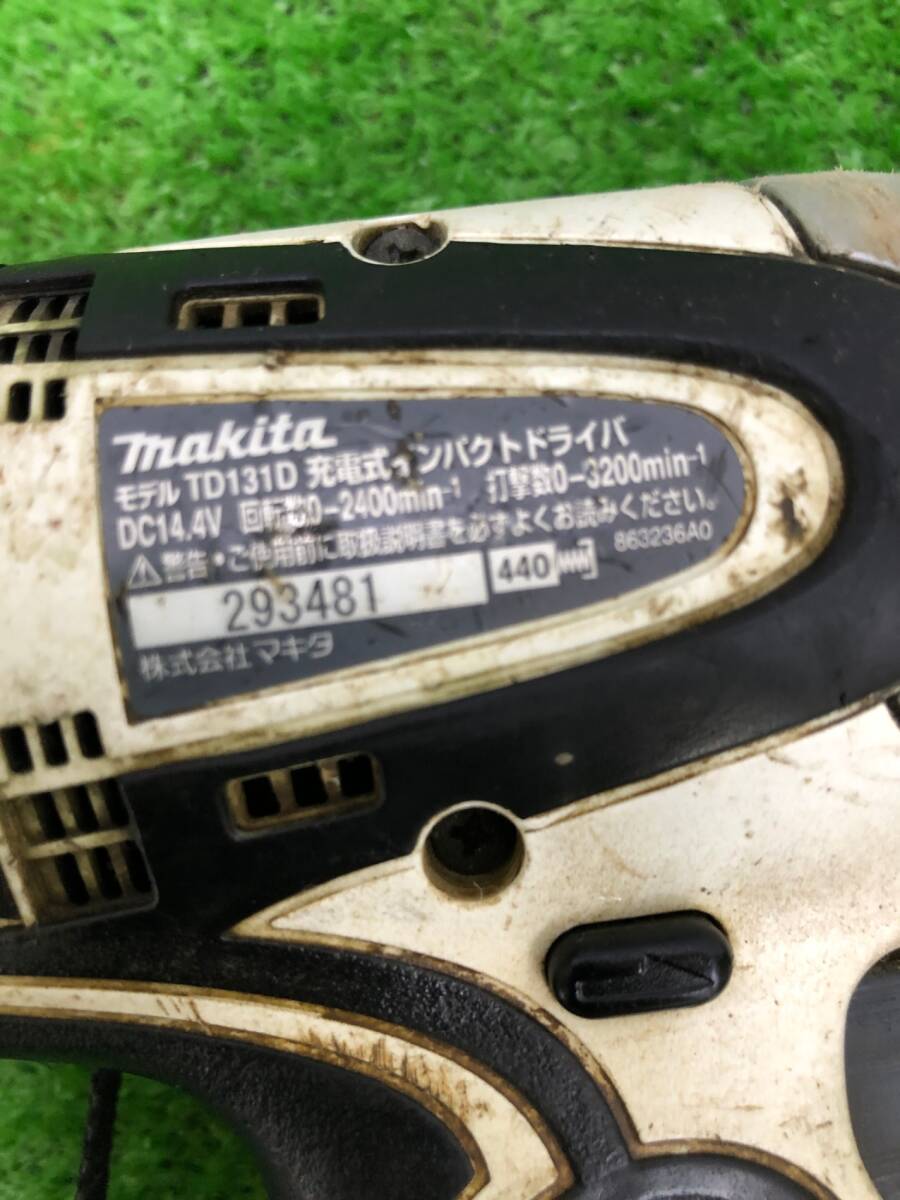 makita
モデル TD131D 充電式インパクトドライバ
DC14.4V 回転数0-2400min-1 打撃数0-3200min-1
⚠警告・ご使用前に取扱説明書を必ずよくお読みください。
863236A0
440
293481
株式会社マキタ